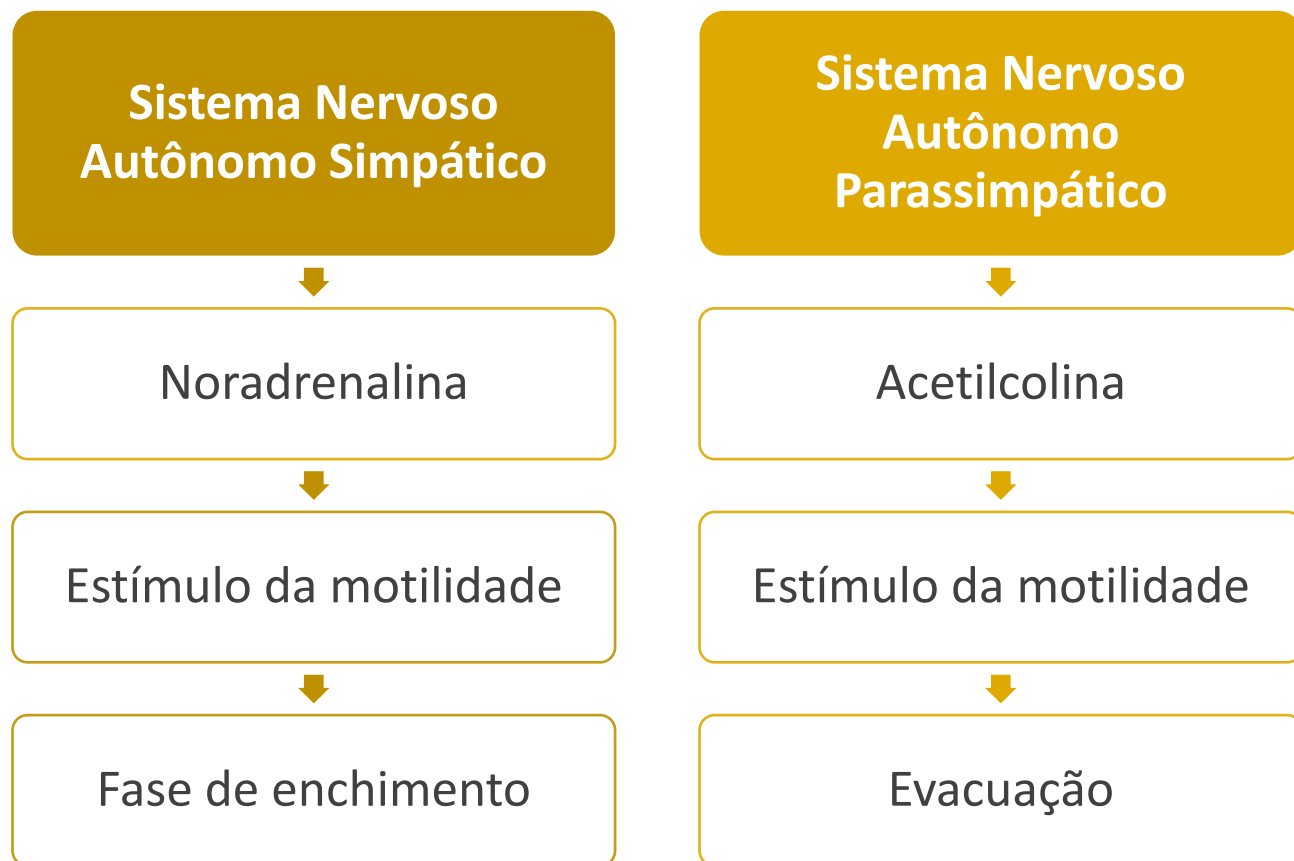 Sistema Nervoso
Autônomo Simpático
Noradrenalina
Estímulo da motilidade
Fase de enchimento
Sistema Nervoso
Autônomo
Parassimpático
Acetilcolina
Estímulo da motilidade
Evacuação